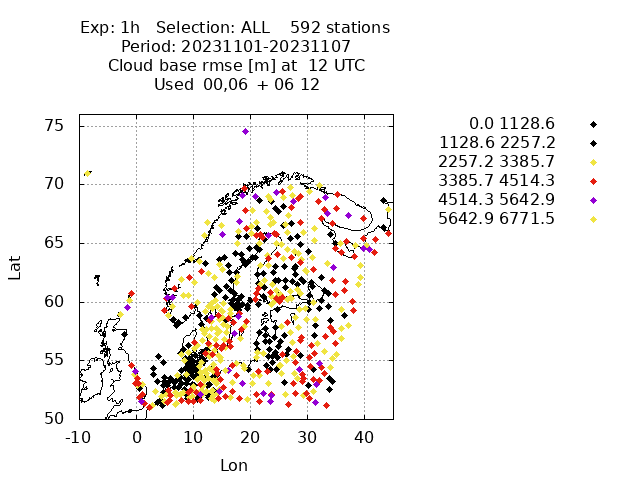 Exp: 1h   Selection: ALL    592 stations
Period: 20231101-20231107
Cloud base rmse [m] at  12 UTC
Used  00,06  + 06 12
0.0 1128.6
1128.6 2257.2
2257.2 3385.7
3385.7 4514.3
4514.3 5642.9
5642.9 6771.5
75
70
65
60
55
50
Lat
-10 0 10 20 30 40
Lon